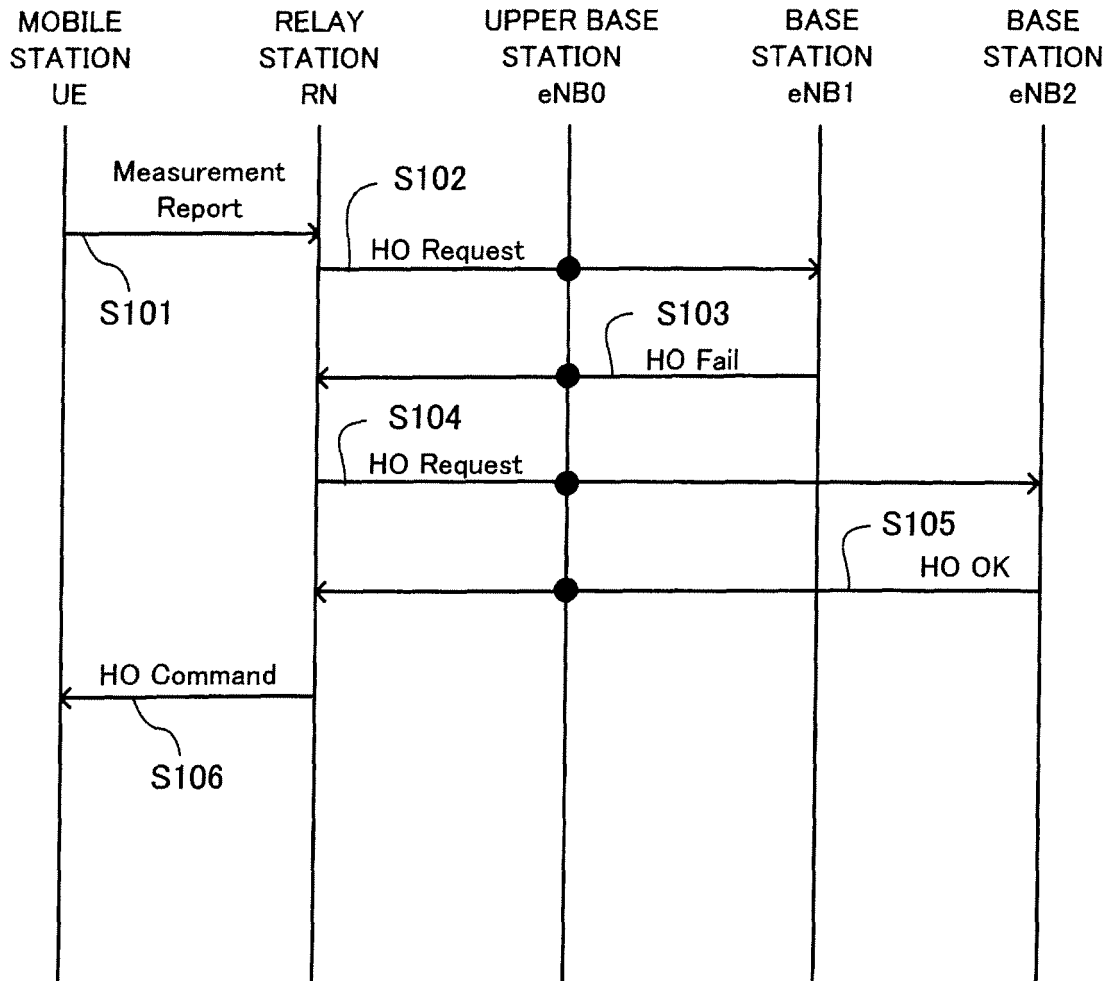 MOBILE
STATION
UE
RELAY
STATION
RN
UPPER BASE
STATION
eNB0
BASE
STATION
eNB1
BASE
STATION
eNB2
Measurement
Report
S101
S102
HO Request
S103
HO Fail
S104
HO Request
S105
HO OK
HO Command
S106